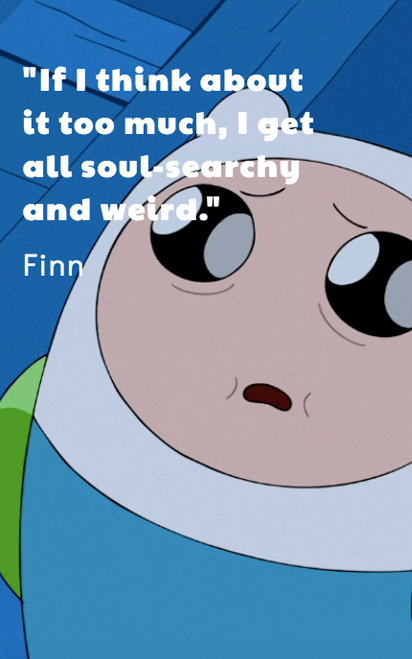 "If I think about
it too much, I get
all soul-searchy
and weird."
Finn